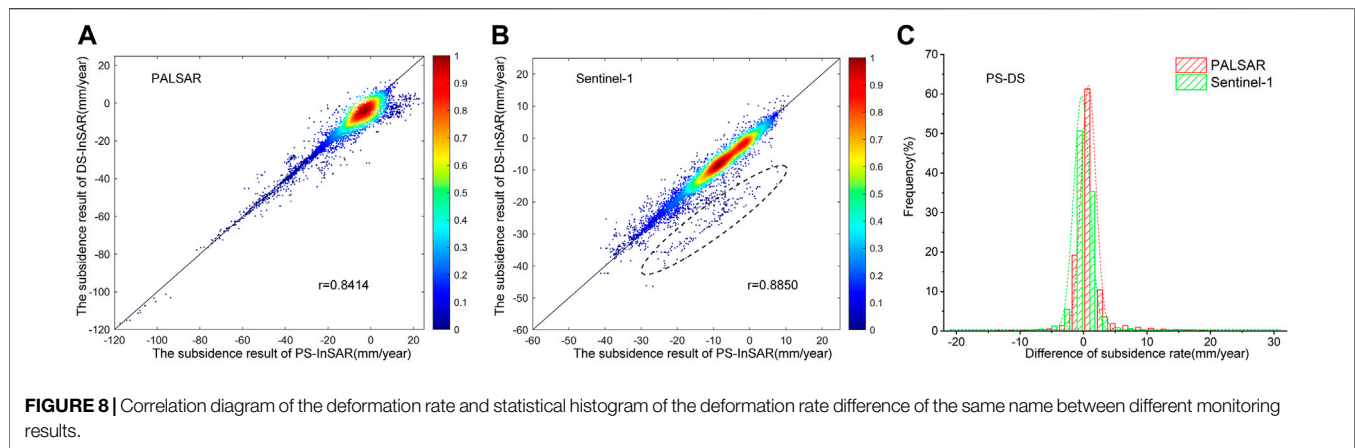 A
PALSAR
r=0.8414
The subsidence result of DS-InSAR(mm/year)
20
0
-20
-40
-60
-80
-100
-120
-120 -100 -80 -60 -40 -20 0 20
The subsidence result of PS-InSAR(mm/year)
1
0.9
0.8
0.7
0.6
0.5
0.4
0.3
0.2
0.1
0
B
Sentinel-1
r=0.8850
The subsidence result of DS-InSAR(mm/year)
20
10
0
-10
-20
-30
-40
-50
-60
-60 -50 -40 -30 -20 -10 0 10 20
The subsidence result of PS-InSAR(mm/year)
1
0.9
0.8
0.7
0.6
0.5
0.4
0.3
0.2
0.1
0
C
PS-DS
PALSAR
Sentinel-1
Frequency(%)
70
60
50
40
30
20
10
0
-20 -10 0 10 20 30
Difference of subsidence rate(mm/year)
FIGURE 8 | Correlation diagram of the deformation rate and statistical histogram of the deformation rate difference of the same name between different monitoring
results.